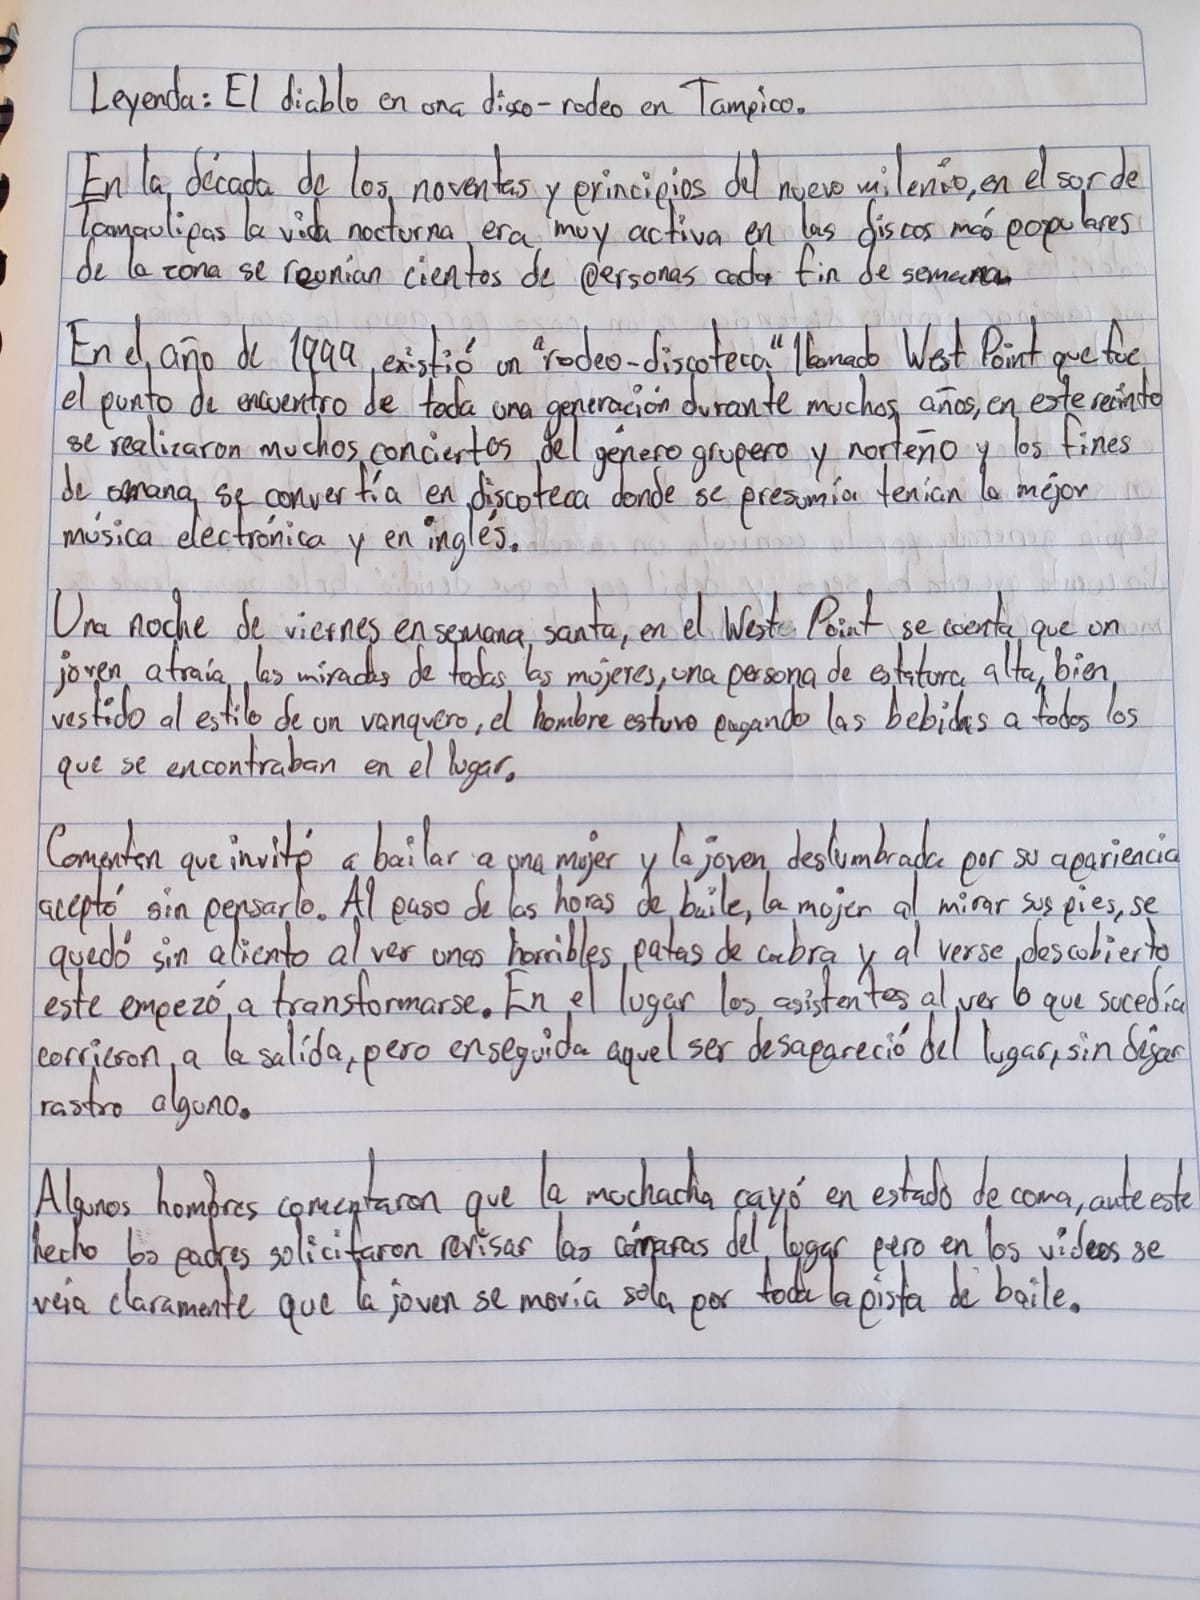 Leyenda: El diablo en una disco-rodeo en Tampico.
En la década de los noventas y principios del nuevo milenio, en el sur de
Tamaulipas la vida nocturna era muy activa en las discos más populares
de la zona se reunían cientos de personas cada fin de semana
En el año de 1999 existió un "rodeo-discoteca" llamado West Point que fue
el punto de encuentro de toda una generación durante muchos años, en este recinto
se realizaron muchos conciertos del género grupero y norteño y los fines
de smana se convertía en discoteca donde se presumía tenían la mejor
música electrónica y en inglés.
Una noche de viernes en semana santa, en el West Point se cuenta que un
joven atraía las miradas de todas las mujeres, una persona de estatura alta, bien
vestido al estilo de un vanquero, el hombre estuvo pagando las bebidas a todos los
que se encontraban en el lugar.
Comentan que invitó a bailar a una mujer y la joven deslumbrada por su apariencia
aceptó sin pensarlo. Al paso de las horas de baile, la mujer al mirar sus pies, se
quedó sin aliento al ver unas horribles patas de cabra y al verse descubierto
este empezó a transformarse. En el lugar los asistentes al ver lo que sucedía
corrieron a la salida, pero enseguida aquel ser desapareció del lugar, sin dejar
rastro alguno.
Algunos hombres comentaron que la muchacha cayó en estado de coma, ante este
hecho los padres solicitaron revisar las cámaras del lugar pero en los videos se
veía claramente que la joven se movía sola por toda la pista de baile.